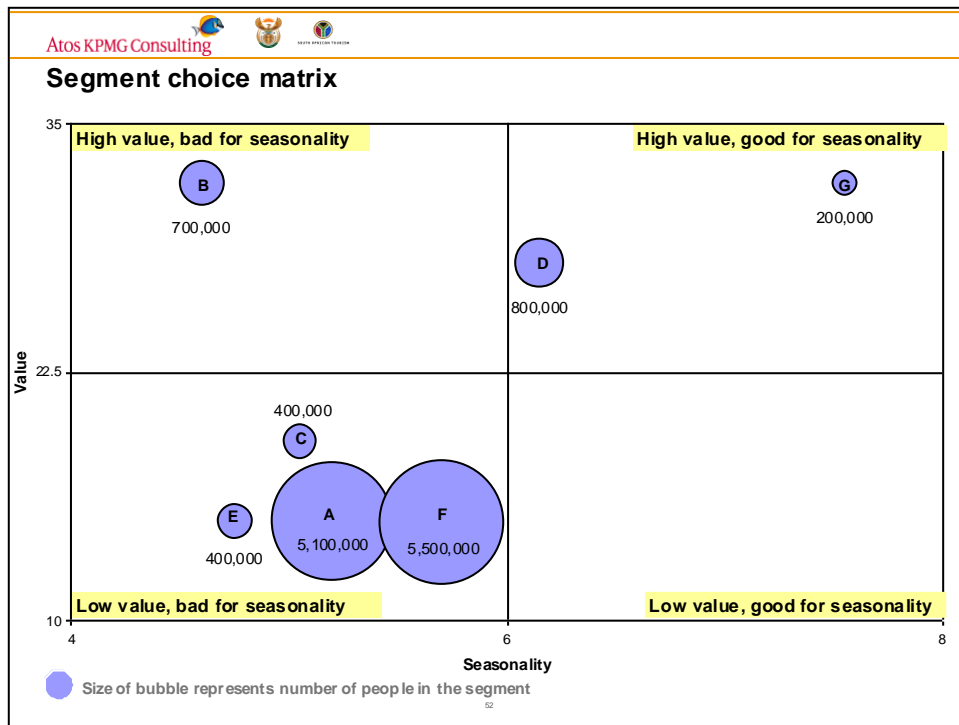 Atos KPMG Consulting
SOUTH AFRICAN TOURISM
Segment choice matrix
35
High value, bad for seasonality
High value, good for seasonality
B
700,000
G
200,000
D
800,000
Value
22.5
400,000
C
E
400,000
A
5,100,000
F
5,500,000
Low value, bad for seasonality
Low value, good for seasonality
10
4
6
8
Seasonality
Size of bubble represents number of people in the segment
52